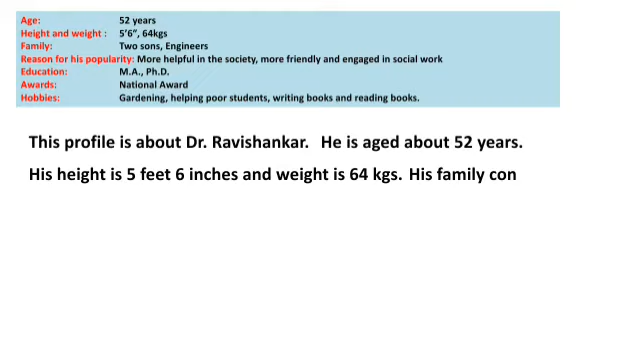 Age: 52 years
Height and weight : 5’6”, 64kgs
Family: Two sons, Engineers
Reason for his popularity: More helpful in the society, more friendly and engaged in social work
Education: M.A., Ph.D.
Awards: National Award
Hobbies: Gardening, helping poor students, writing books and reading books.
This profile is about Dr. Ravishankar. He is aged about 52 years.
His height is 5 feet 6 inches and weight is 64 kgs. His family con